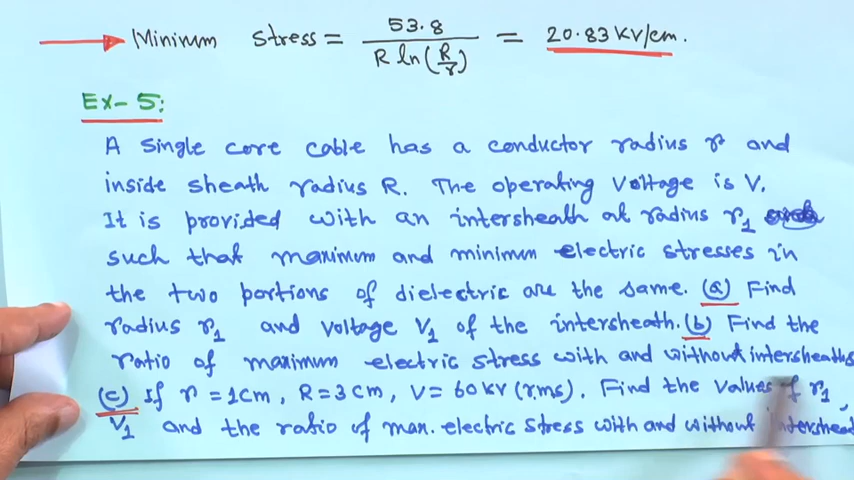 Minimum Stress = 53.8 / R ln(R/r) = 20.83 KV/cm.
Ex-5:
A single core cable has a conductor radius r and
inside sheath radius R. The operating voltage is V.
It is provided with an intersheath at radius r1
such that maximum and minimum electric stresses in
the two portions of dielectric are the same. (a) Find
radius r1 and voltage V1 of the intersheath. (b) Find the
ratio of maximum electric stress with and without intersheaths
(c) If r = 1cm, R = 3cm, V = 60 kV (rms). Find the values of r1,
V1 and the ratio of max. electric stress with and without